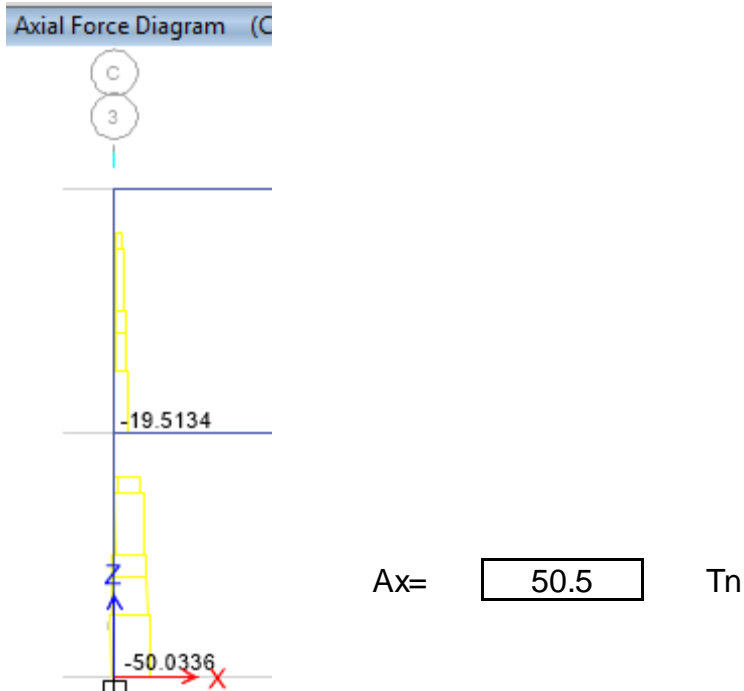 Axial Force Diagram (C
C
3
-19.5134
Z
Ax= 50.5 Tn
-50.0336
X